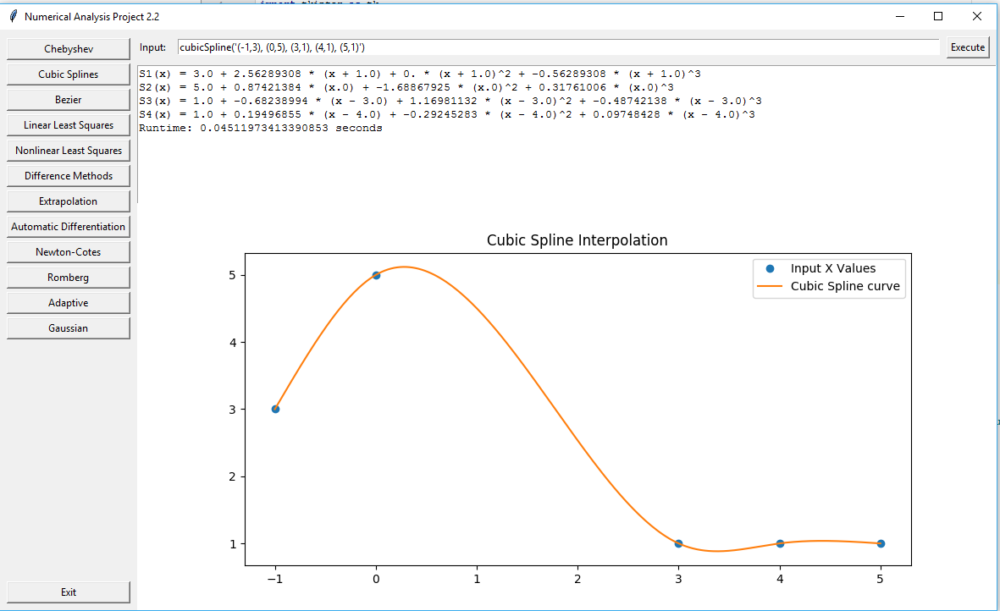 Numerical Analysis Project 2.2
Input: cubicSpline('(-1,3), (0,5), (3,1), (4,1), (5,1)') Execute
Chebyshev
Cubic Splines
Bezier
Linear Least Squares
Nonlinear Least Squares
Difference Methods
Extrapolation
Automatic Differentiation
Newton-Cotes
Romberg
Adaptive
Gaussian
Exit
S1(x) = 3.0 + 2.56289308 * (x + 1.0) + 0. * (x + 1.0)^2 + -0.56289308 * (x + 1.0)^3
S2(x) = 5.0 + 0.87421384 * (x.0) + -1.68867925 * (x.0)^2 + 0.31761006 * (x.0)^3
S3(x) = 1.0 + -0.68238994 * (x - 3.0) + 1.16981132 * (x - 3.0)^2 + -0.48742138 * (x - 3.0)^3
S4(x) = 1.0 + 0.19496855 * (x - 4.0) + -0.29245283 * (x - 4.0)^2 + 0.09748428 * (x - 4.0)^3
Runtime: 0.04511973413390853 seconds
Cubic Spline Interpolation
Input X Values
Cubic Spline curve
5
4
3
2
1
−1 0 1 2 3 4 5